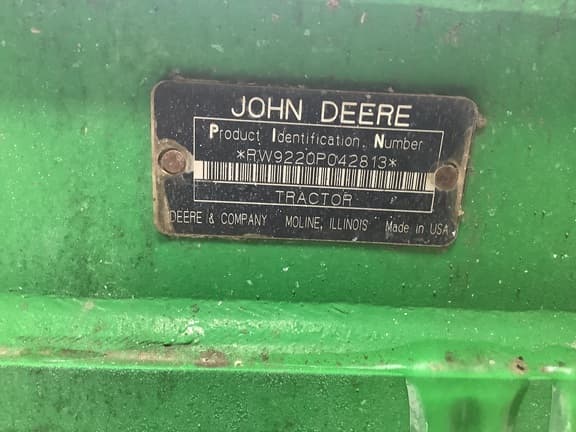 JOHN DEERE
Product Identification Number
*RW9220P042813*
TRACTOR
DEERE & COMPANY MOLINE, ILLINOIS Made in USA